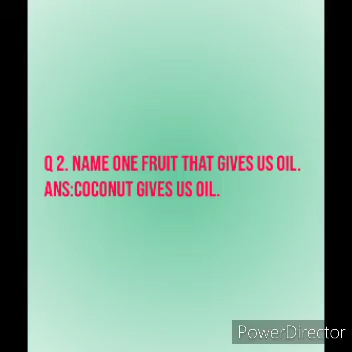 Q 2. NAME ONE FRUIT THAT GIVES US OIL.
ANS:COCONUT GIVES US OIL.
PowerDirector